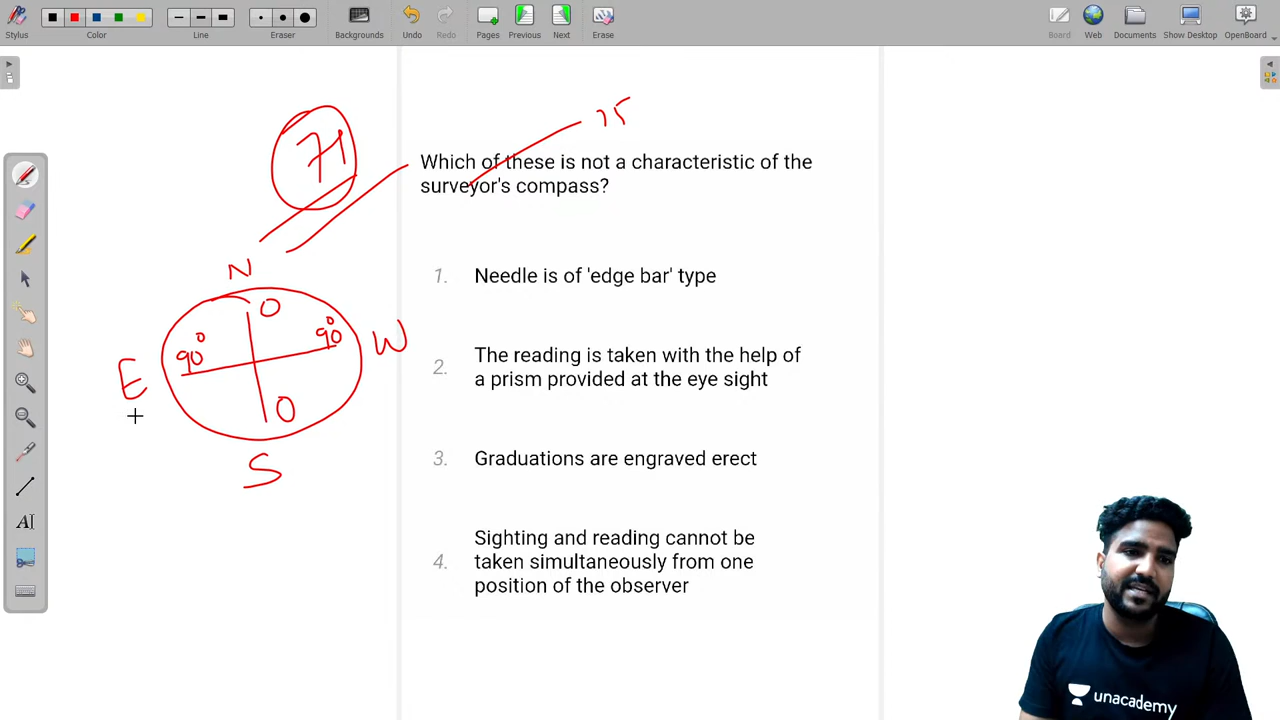 Stylus
Color
Line
Eraser
Backgrounds
Undo
Redo
Pages
Previous
Next
Erase
Board
Web
Documents
Show Desktop
OpenBoard
71
Which of these is not a characteristic of the
surveyor's compass?
1. Needle is of 'edge bar' type
2. The reading is taken with the help of
a prism provided at the eye sight
3. Graduations are engraved erect
4. Sighting and reading cannot be
taken simultaneously from one
position of the observer
N
0
90° 90°
E W
0
S
AI
unacademy